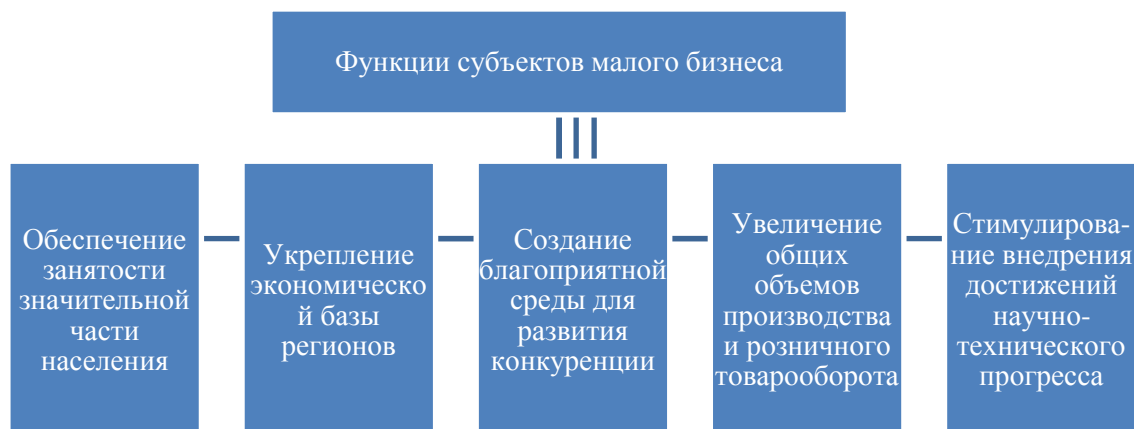 Функции субъектов малого бизнеса
Обеспечение
занятости
значительной
части
населения
Укрепление
экономическо
й базы
регионов
Создание
благоприятной
среды для
развития
конкуренции
Увеличение
общих
объемов
производства
и розничного
товарооборота
Стимулирова-
ние внедрения
достижений
научно-
технического
прогресса